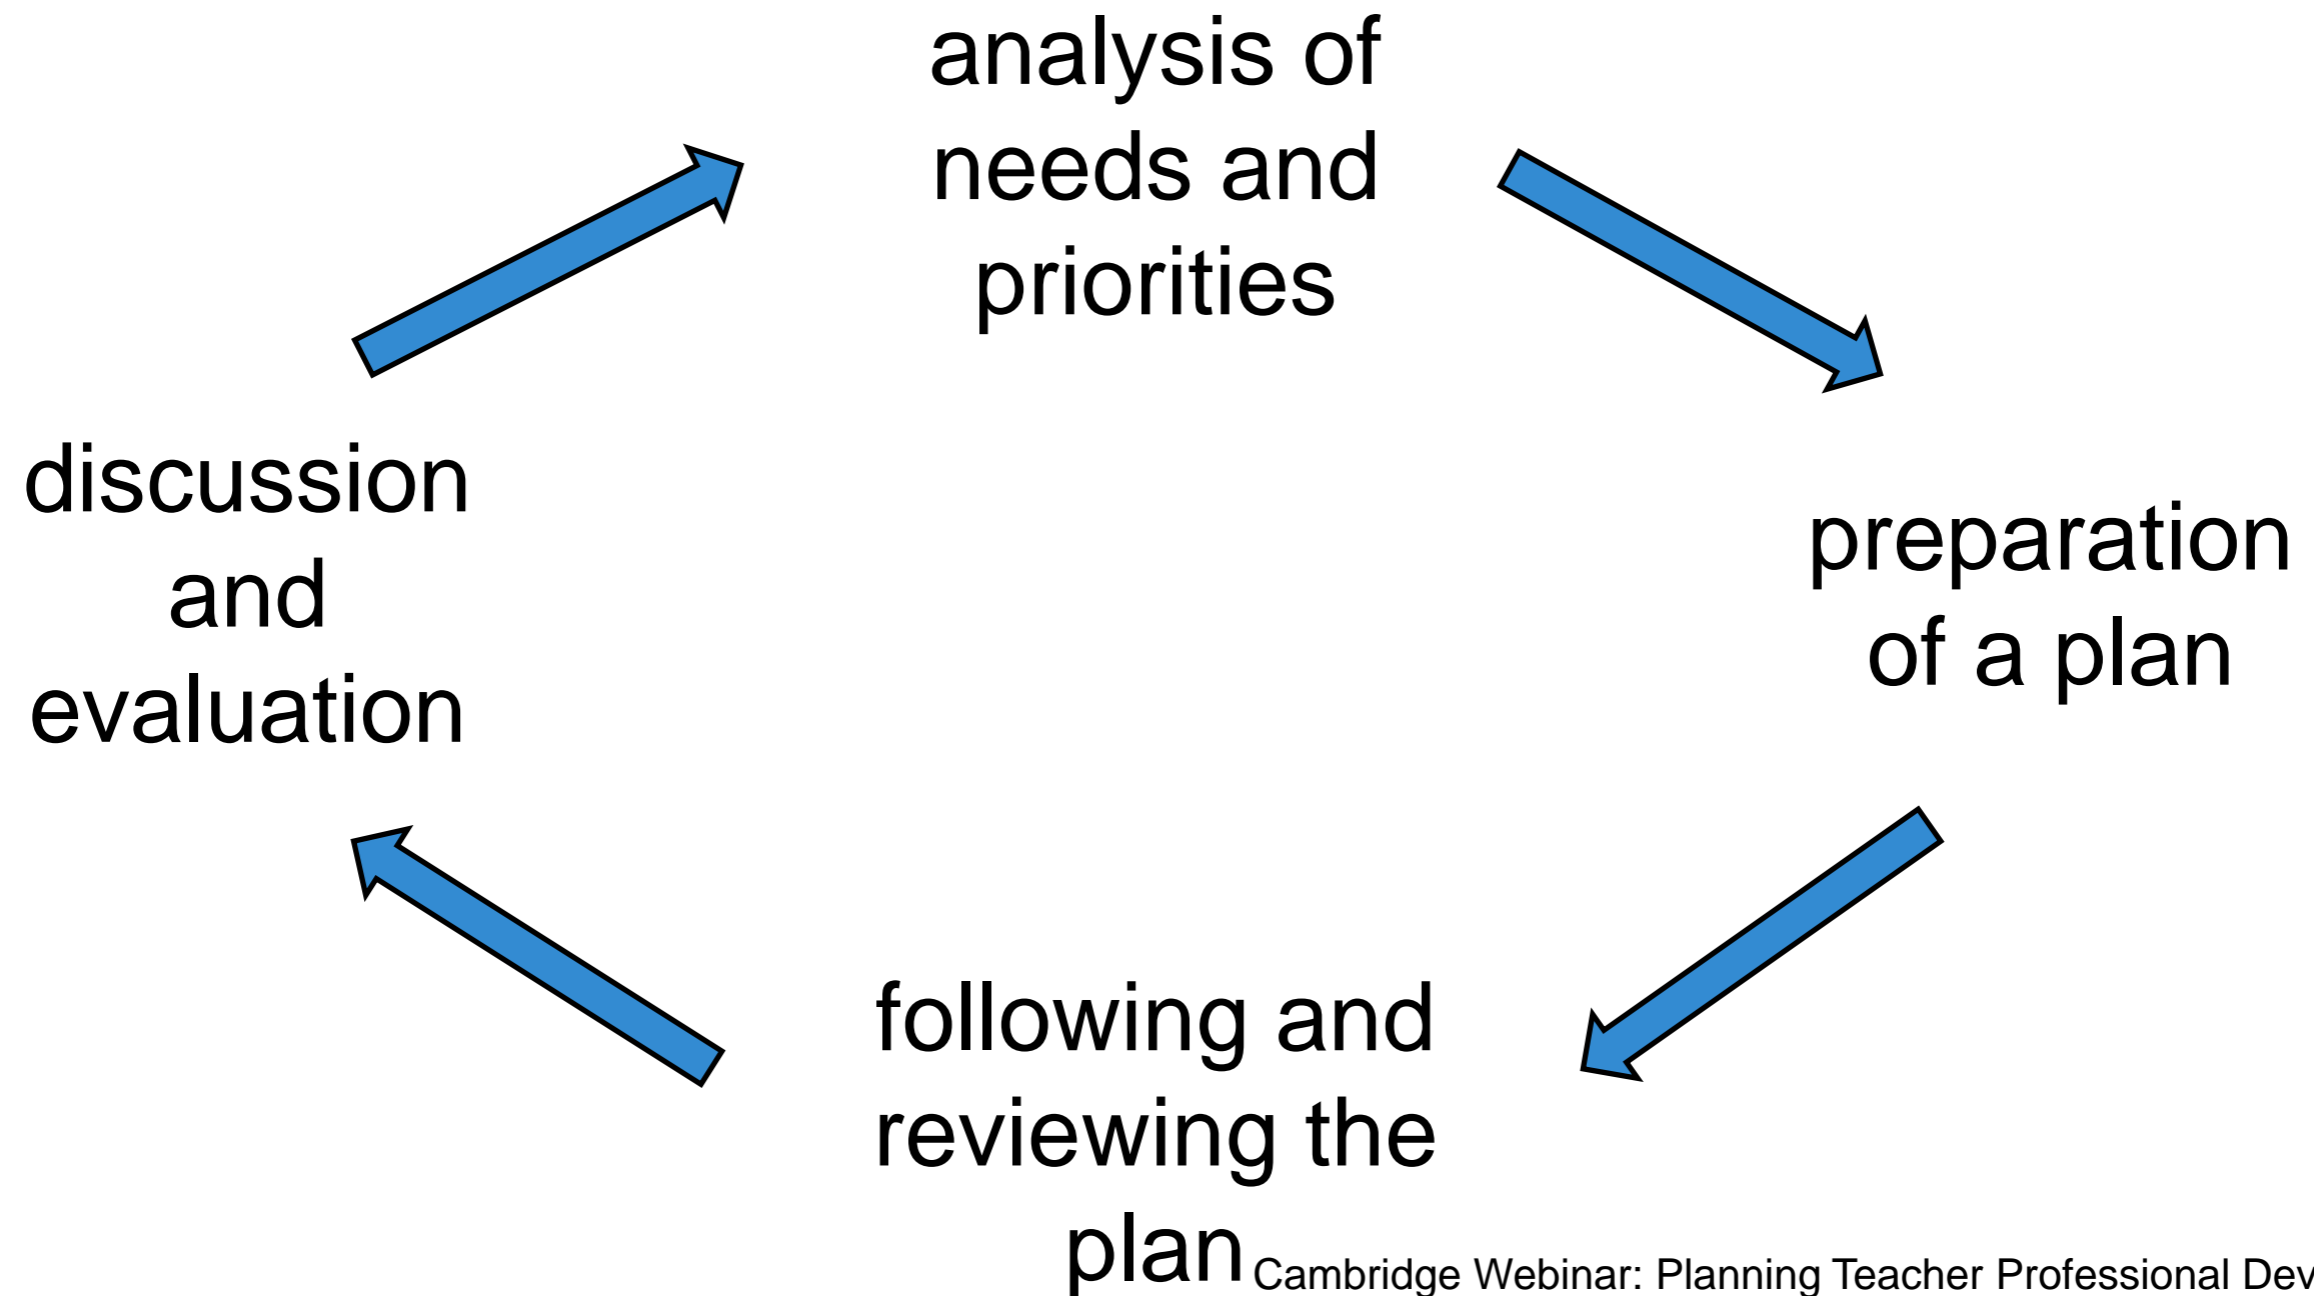 analysis of
needs and
priorities
discussion
and
evaluation
preparation
of a plan
following and
reviewing the
plan
Cambridge Webinar: Planning Teacher Professional Dev